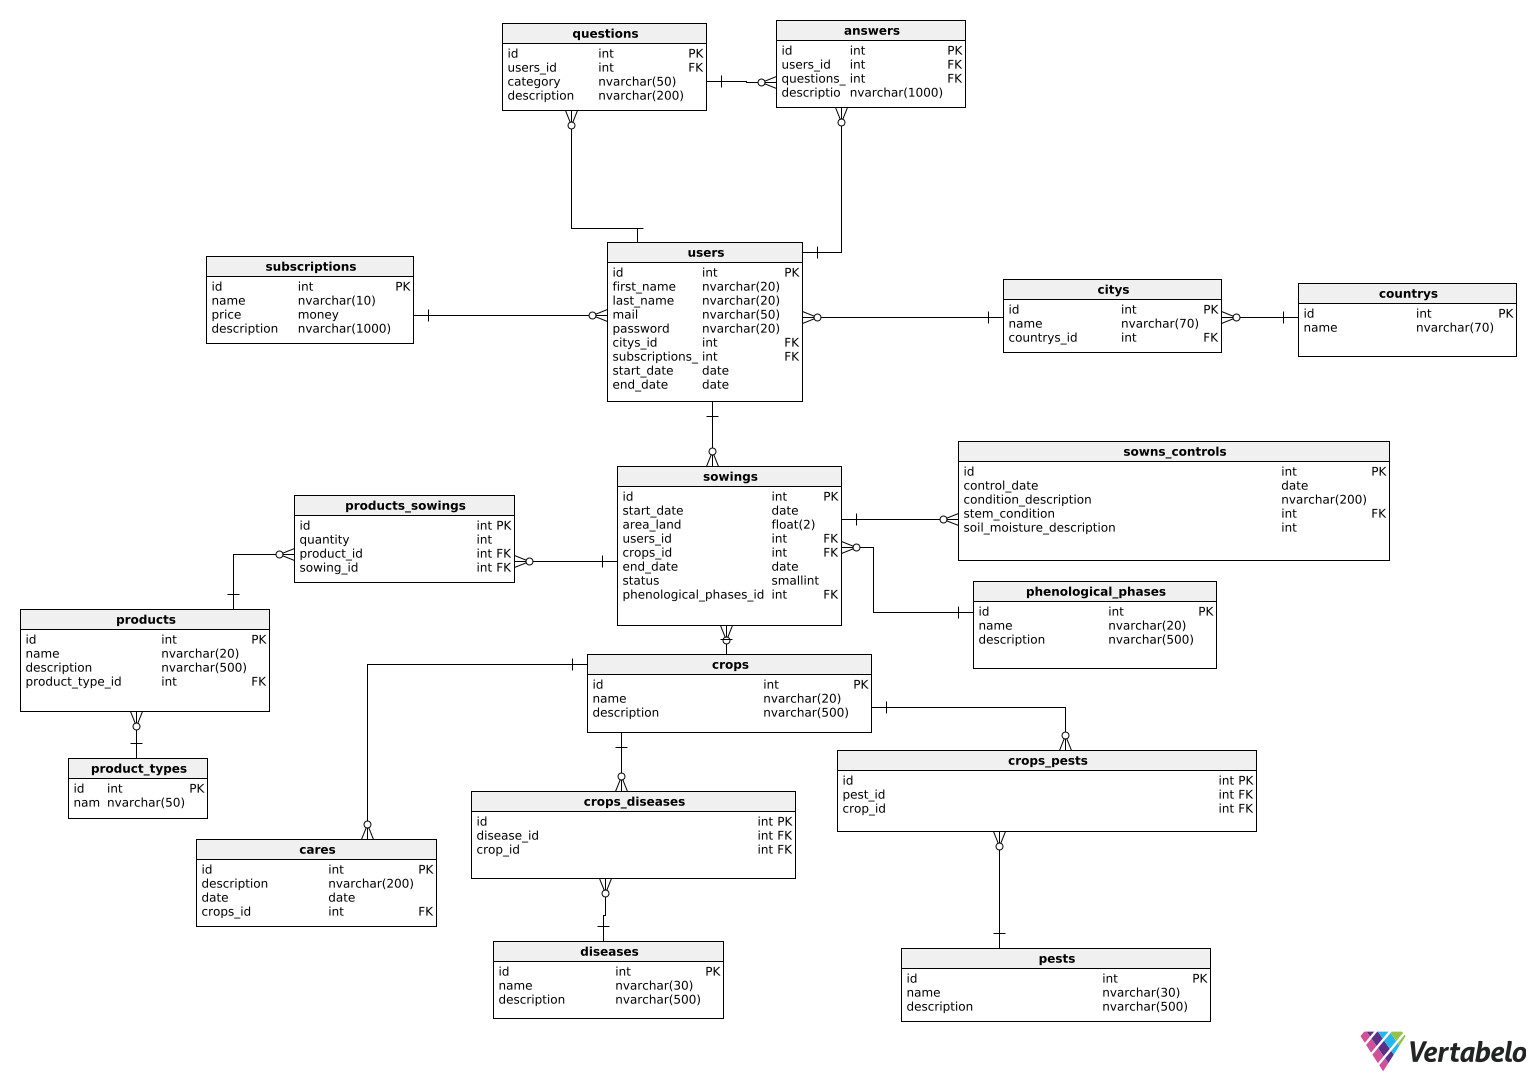 questions
id int PK
users_id int FK
category nvarchar(50)
description nvarchar(200)
answers
id int PK
users_id int FK
questions_ int FK
descriptio nvarchar(1000)
subscriptions
id int PK
name nvarchar(10)
price money
description nvarchar(1000)
users
id int PK
first_name nvarchar(20)
last_name nvarchar(20)
mail nvarchar(50)
password nvarchar(20)
citys_id int FK
subscriptions_ int FK
start_date date
end_date date
citys
id int PK
name nvarchar(70)
countrys_id int FK
countrys
id int PK
name nvarchar(70)
sowns_controls
id int PK
control_date date
condition_description nvarchar(200)
stem_condition int FK
soil_moisture_description int
sowings
id int PK
start_date date
area_land float(2)
users_id int FK
crops_id int FK
end_date date
status smallint
phenological_phases_id int FK
products_sowings
id int PK
quantity int
product_id int FK
sowing_id int FK
phenological_phases
id int PK
name nvarchar(20)
description nvarchar(500)
products
id int PK
name nvarchar(20)
description nvarchar(500)
product_type_id int FK
crops
id int PK
name nvarchar(20)
description nvarchar(500)
product_types
id int PK
nam nvarchar(50)
crops_pests
id int PK
pest_id int FK
crop_id int FK
crops_diseases
id int PK
disease_id int FK
crop_id int FK
cares
id int PK
description nvarchar(200)
date date
crops_id int FK
diseases
id int PK
name nvarchar(30)
description nvarchar(500)
pests
id int PK
name nvarchar(30)
description nvarchar(500)
Vertabelo